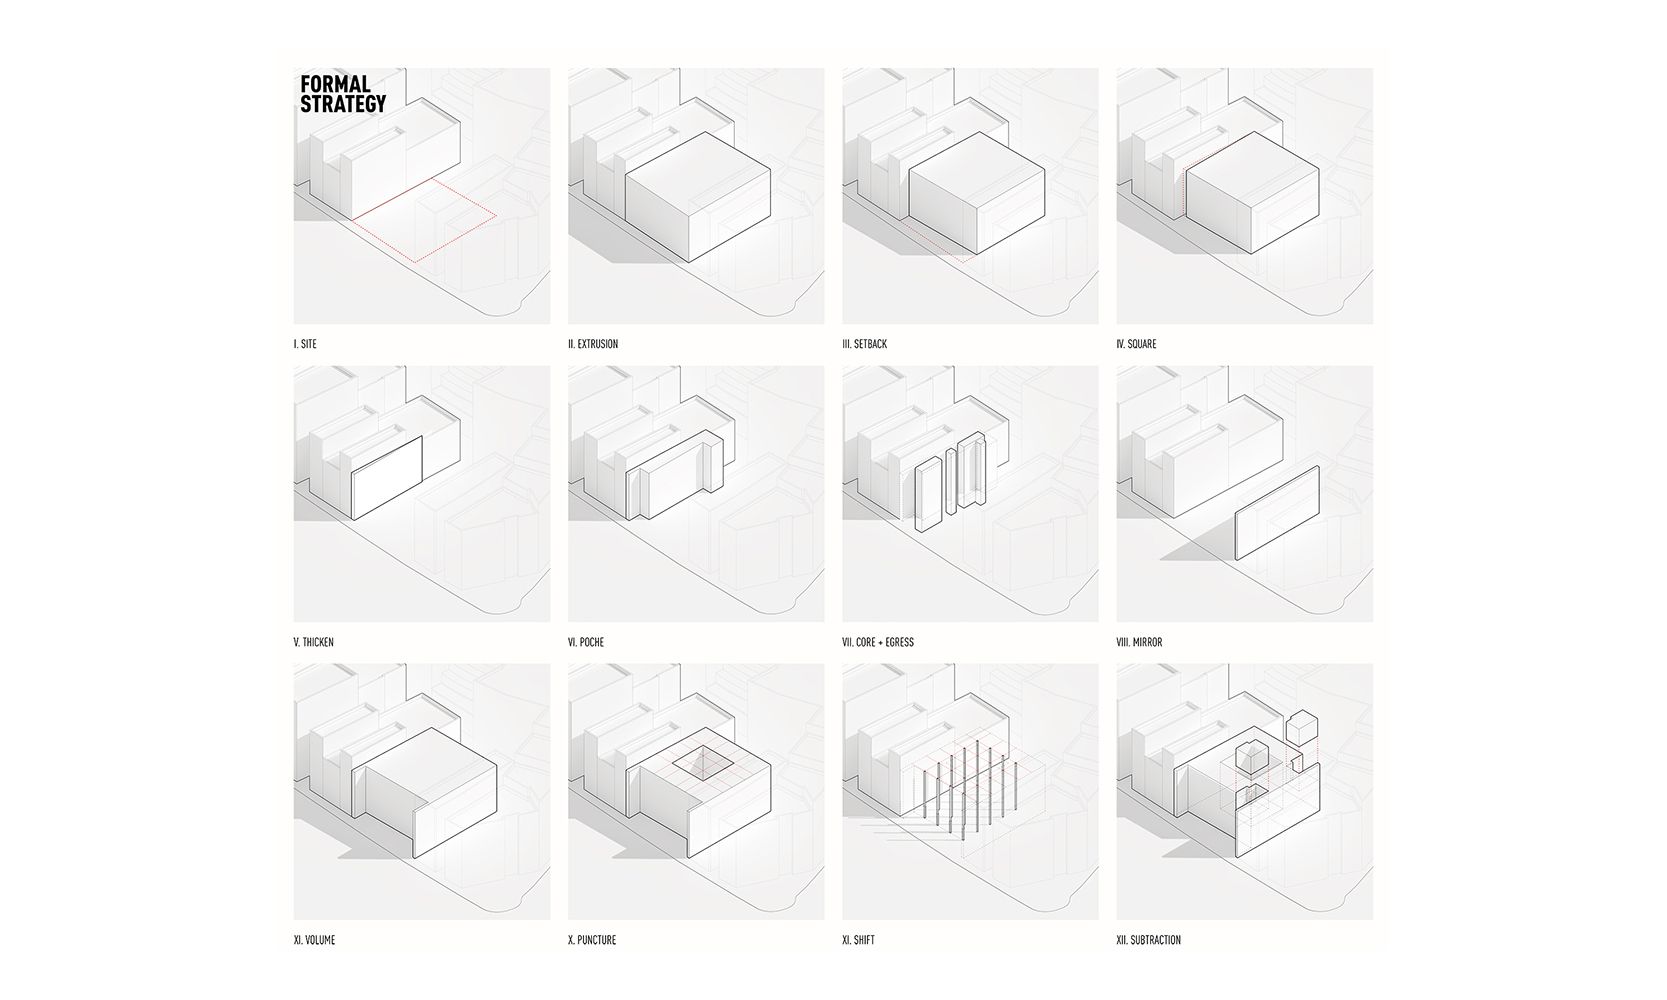 FORMAL
STRATEGY
I. SITE
II. EXTRUSION
III. SETBACK
IV. SQUARE
V. THICKEN
VI. POCHE
VII. CORE + EGRESS
VIII. MIRROR
XI. VOLUME
X. PUNCTURE
XI. SHIFT
XII. SUBTRACTION